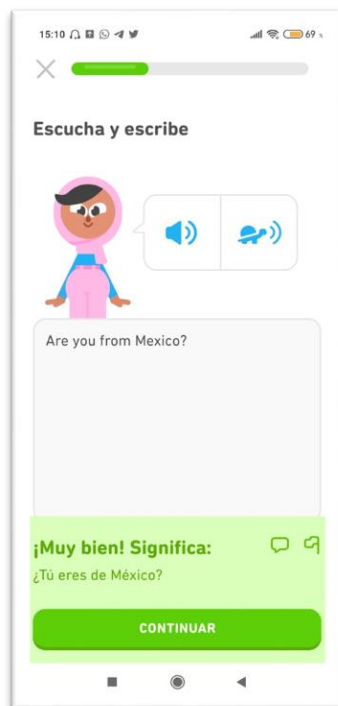 15:10 69 %
Escucha y escribe
Are you from Mexico?
¡Muy bien! Significa:
¿Tú eres de México?
CONTINUAR